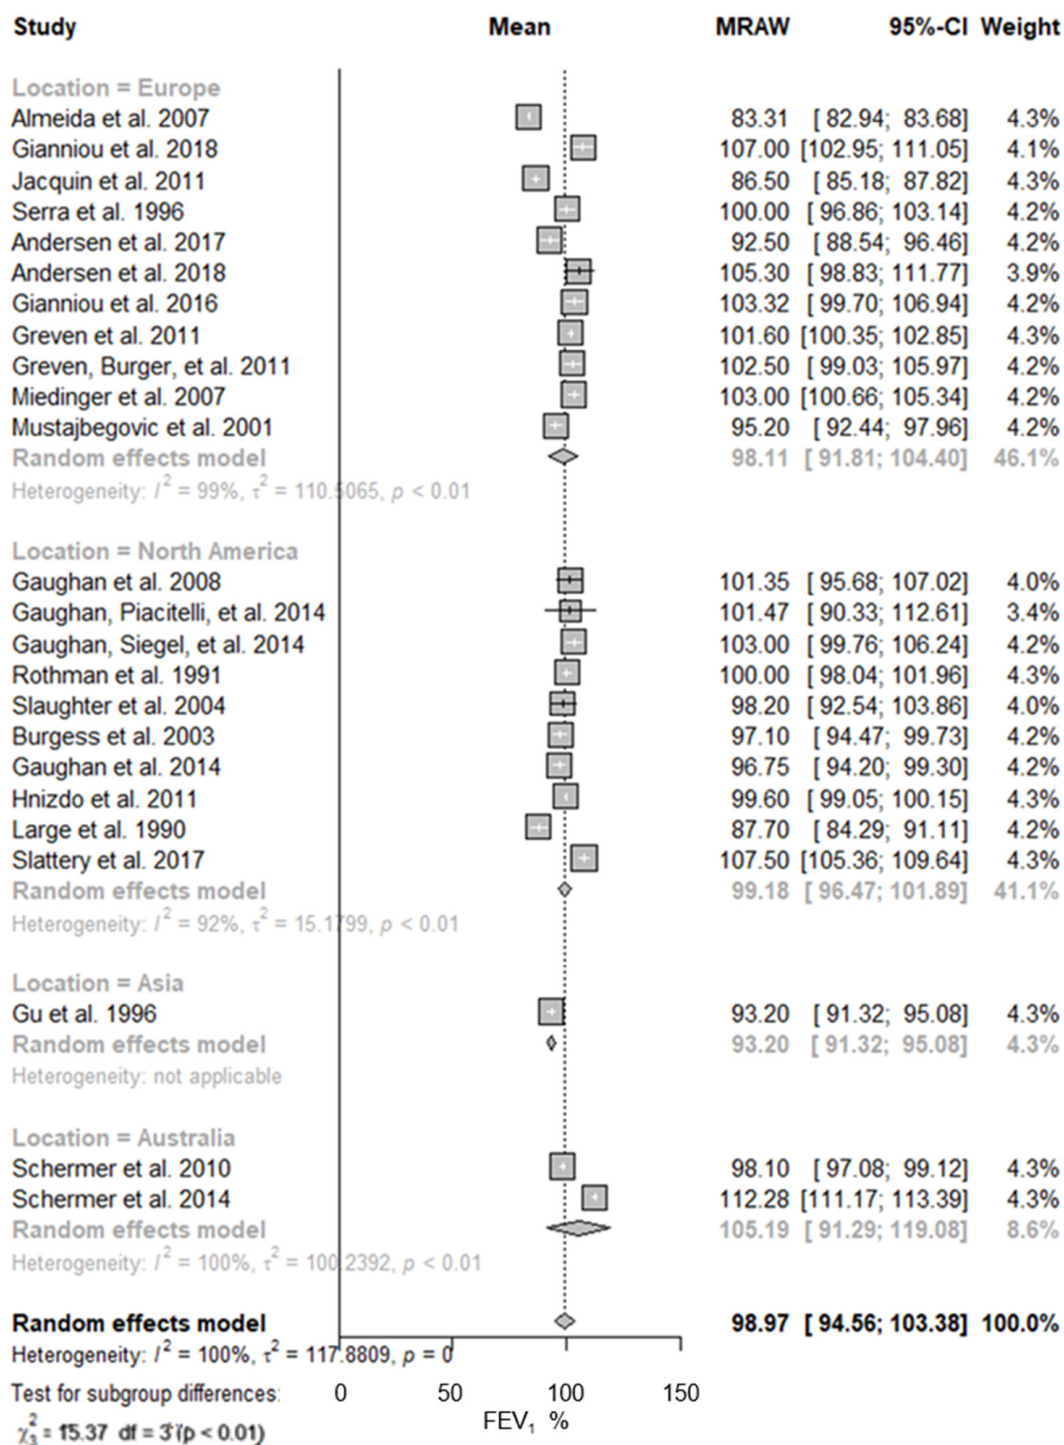 Study Mean MRAW 95%-CI Weight
Location = Europe
Almeida et al. 2007 83.31 [ 82.94; 83.68] 4.3%
Gianniou et al. 2018 107.00 [102.95; 111.05] 4.1%
Jacquin et al. 2011 86.50 [ 85.18; 87.82] 4.3%
Serra et al. 1996 100.00 [ 96.86; 103.14] 4.2%
Andersen et al. 2017 92.50 [ 88.54; 96.46] 4.2%
Andersen et al. 2018 105.30 [ 98.83; 111.77] 3.9%
Gianniou et al. 2016 103.32 [ 99.70; 106.94] 4.2%
Greven et al. 2011 101.60 [100.35; 102.85] 4.3%
Greven, Burger, et al. 2011 102.50 [ 99.03; 105.97] 4.2%
Miedinger et al. 2007 103.00 [100.66; 105.34] 4.2%
Mustajbegovic et al. 2001 95.20 [ 92.44; 97.96] 4.2%
Random effects model 98.11 [ 91.81; 104.40] 46.1%
Heterogeneity: I² = 99%, τ² = 110.5065, p < 0.01
Location = North America
Gaughan et al. 2008 101.35 [ 95.68; 107.02] 4.0%
Gaughan, Piacitelli, et al. 2014 101.47 [ 90.33; 112.61] 3.4%
Gaughan, Siegel, et al. 2014 103.00 [ 99.76; 106.24] 4.2%
Rothman et al. 1991 100.00 [ 98.04; 101.96] 4.3%
Slaughter et al. 2004 98.20 [ 92.54; 103.86] 4.0%
Burgess et al. 2003 97.10 [ 94.47; 99.73] 4.2%
Gaughan et al. 2014 96.75 [ 94.20; 99.30] 4.2%
Hnizdo et al. 2011 99.60 [ 99.05; 100.15] 4.3%
Large et al. 1990 87.70 [ 84.29; 91.11] 4.2%
Slattery et al. 2017 107.50 [105.36; 109.64] 4.3%
Random effects model 99.18 [ 96.47; 101.89] 41.1%
Heterogeneity: I² = 92%, τ² = 15.1799, p < 0.01
Location = Asia
Gu et al. 1996 93.20 [ 91.32; 95.08] 4.3%
Random effects model 93.20 [ 91.32; 95.08] 4.3%
Heterogeneity: not applicable
Location = Australia
Schermer et al. 2010 98.10 [ 97.08; 99.12] 4.3%
Schermer et al. 2014 112.28 [111.17; 113.39] 4.3%
Random effects model 105.19 [ 91.29; 119.08] 8.6%
Heterogeneity: I² = 100%, τ² = 100.2392, p < 0.01
Random effects model 98.97 [ 94.56; 103.38] 100.0%
Heterogeneity: I² = 100%, τ² = 117.8809, p = 0
Test for subgroup differences: 0 50 100 150
χ₃² = 15.37 df = 3 (p < 0.01) FEV₁ %